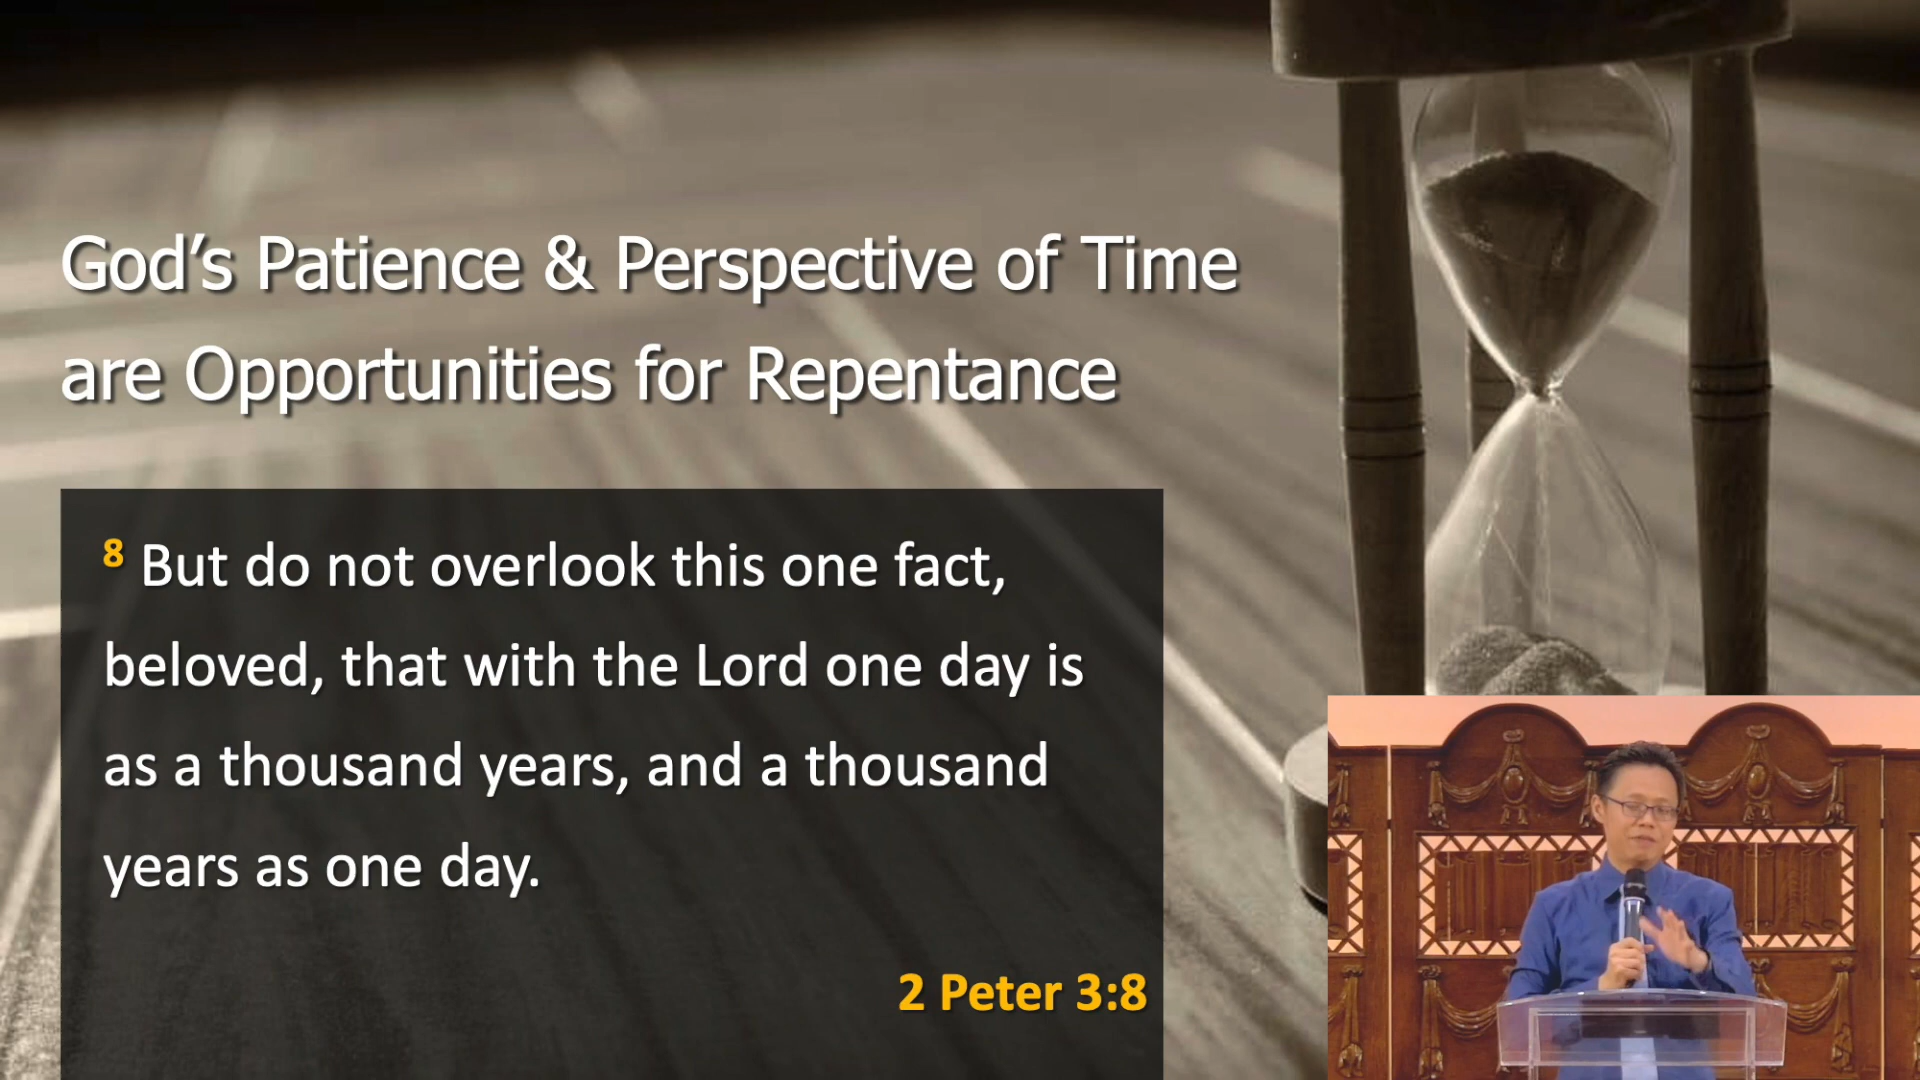 God's Patience & Perspective of Time
are Opportunities for Repentance
8 But do not overlook this one fact,
beloved, that with the Lord one day is
as a thousand years, and a thousand
years as one day.
2 Peter 3:8